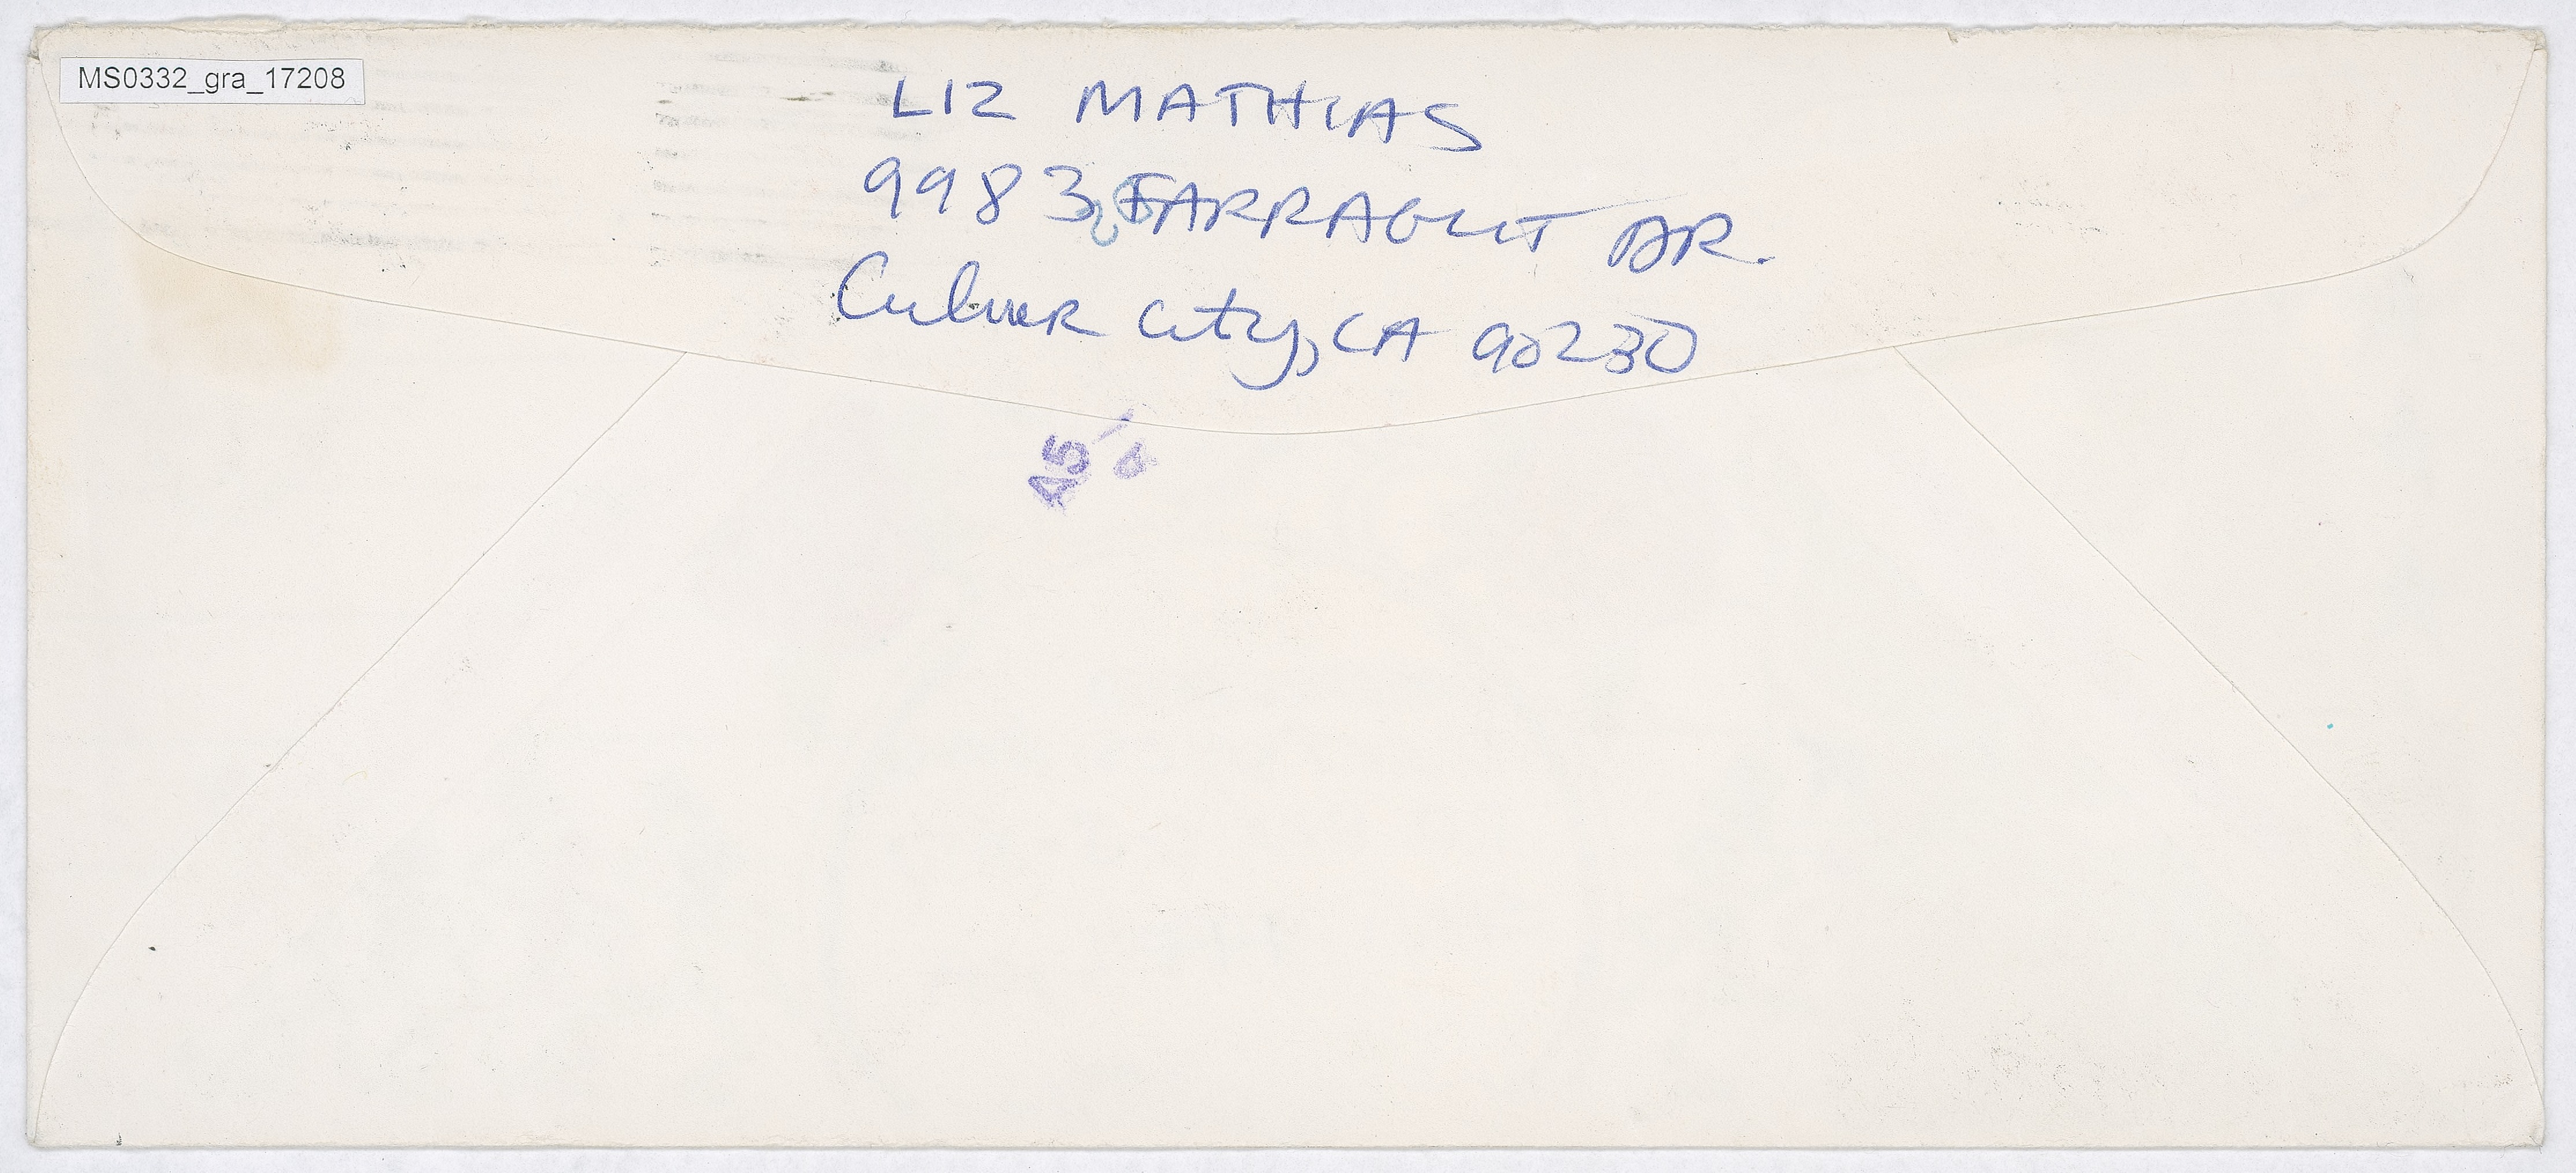 MS0332_gra_17208
LIZ MATHIAS
9983 FARRAGUT DR.
Culver City, CA 90230